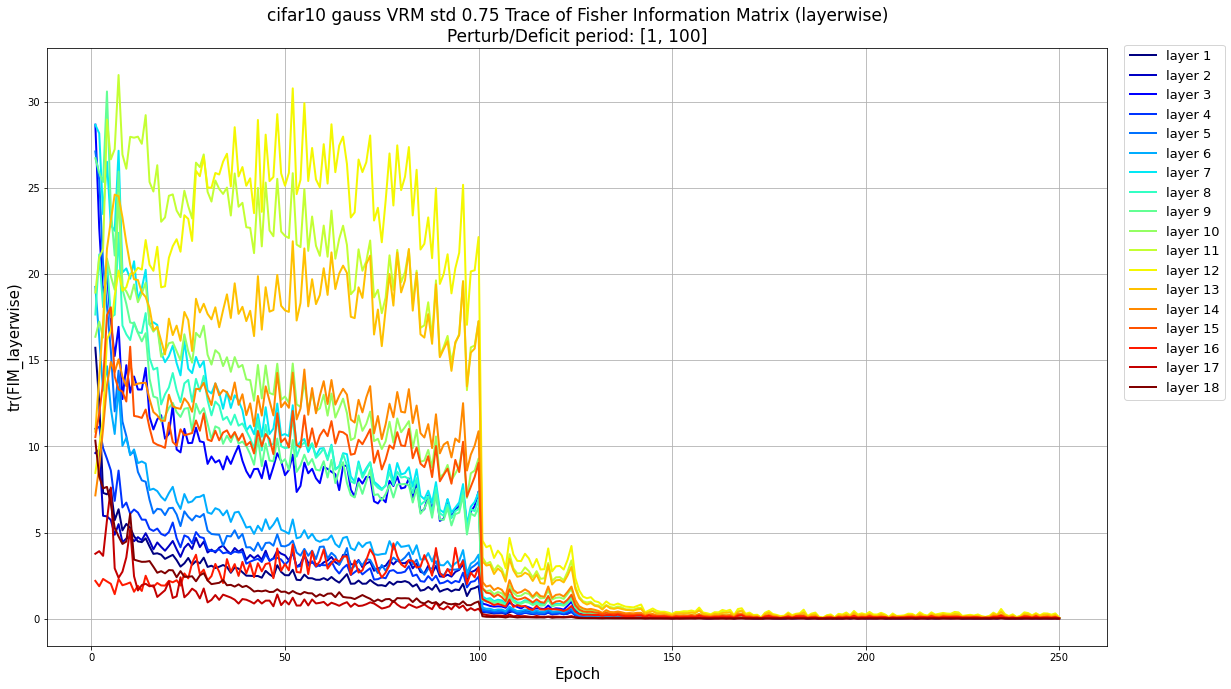 cifar10 gauss VRM std 0.75 Trace of Fisher Information Matrix (layerwise)
Perturb/Deficit period: [1, 100]
tr(FIM_layerwise)
30
25
20
15
10
5
0
0
50
100
150
200
250
Epoch
layer 1
layer 2
layer 3
layer 4
layer 5
layer 6
layer 7
layer 8
layer 9
layer 10
layer 11
layer 12
layer 13
layer 14
layer 15
layer 16
layer 17
layer 18